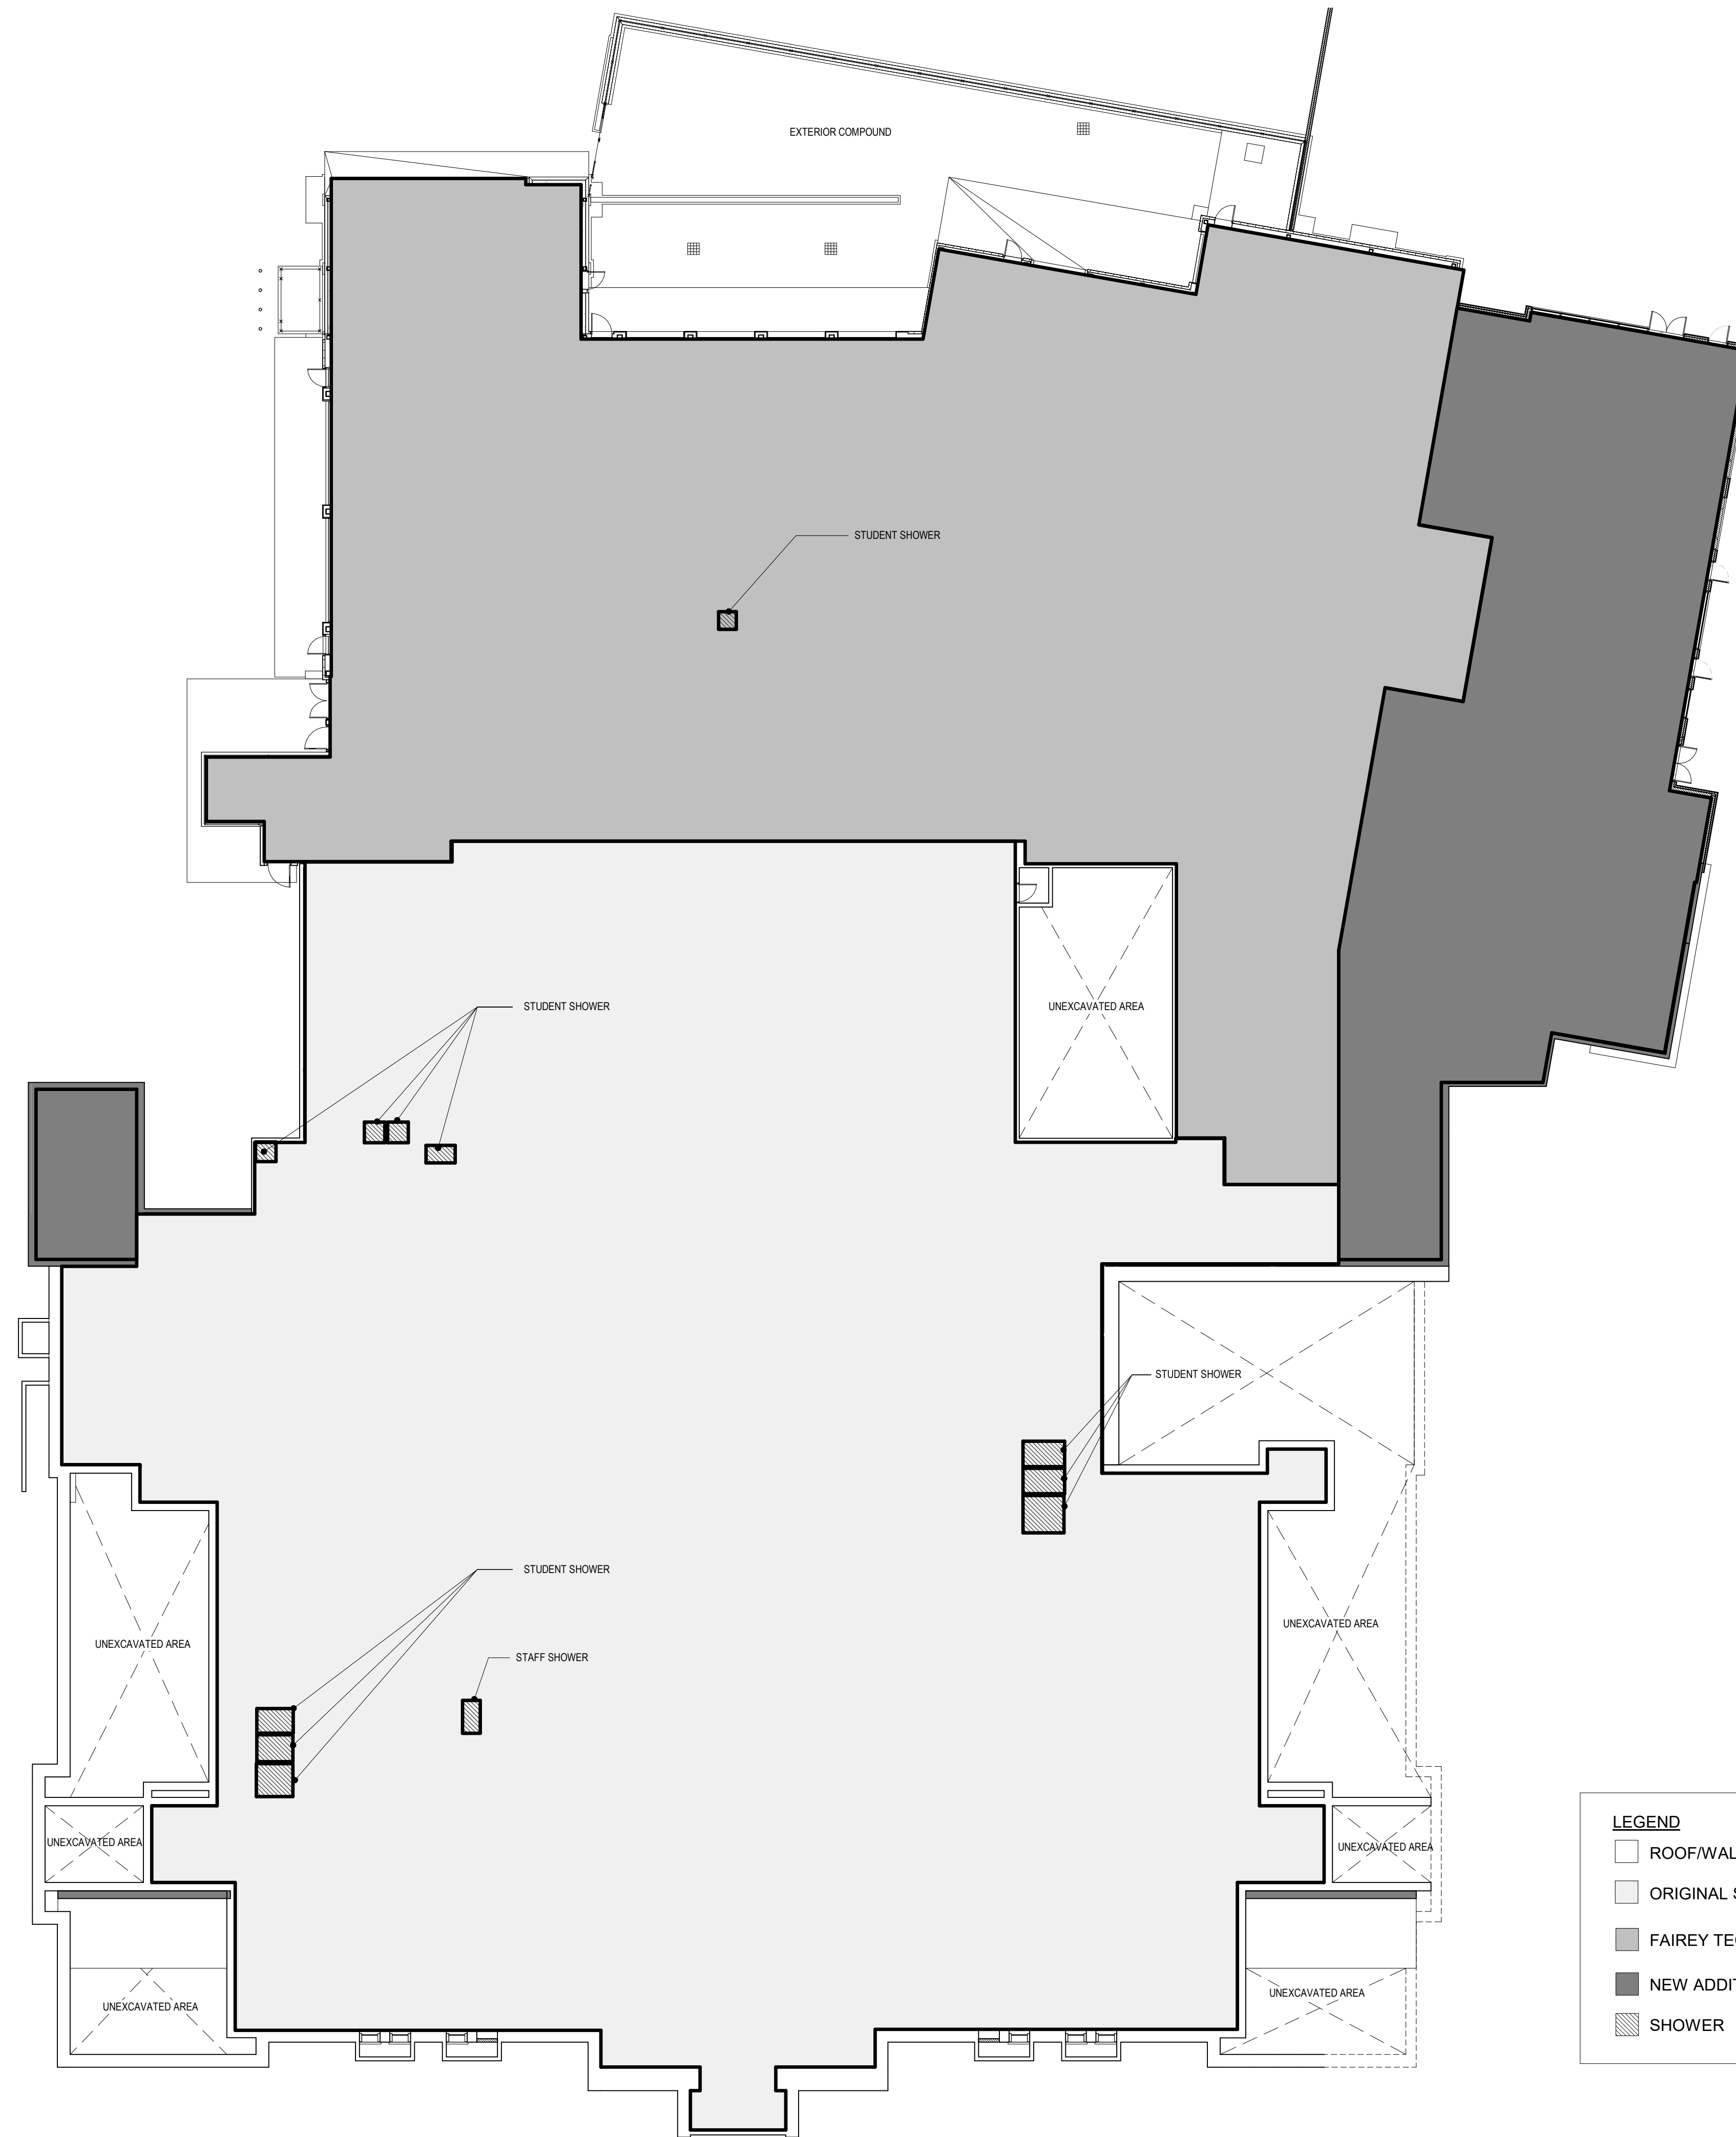 EXTERIOR COMPOUND
STUDENT SHOWER
STUDENT SHOWER
UNEXCAVATED AREA
STUDENT SHOWER
STUDENT SHOWER
UNEXCAVATED AREA
UNEXCAVATED AREA
STAFF SHOWER
UNEXCAVATED AREA
UNEXCAVATED AREA
UNEXCAVATED AREA
UNEXCAVATED AREA
LEGEND
ROOF/WAL
ORIGINAL S
FAIREY TE
NEW ADDI
SHOWER